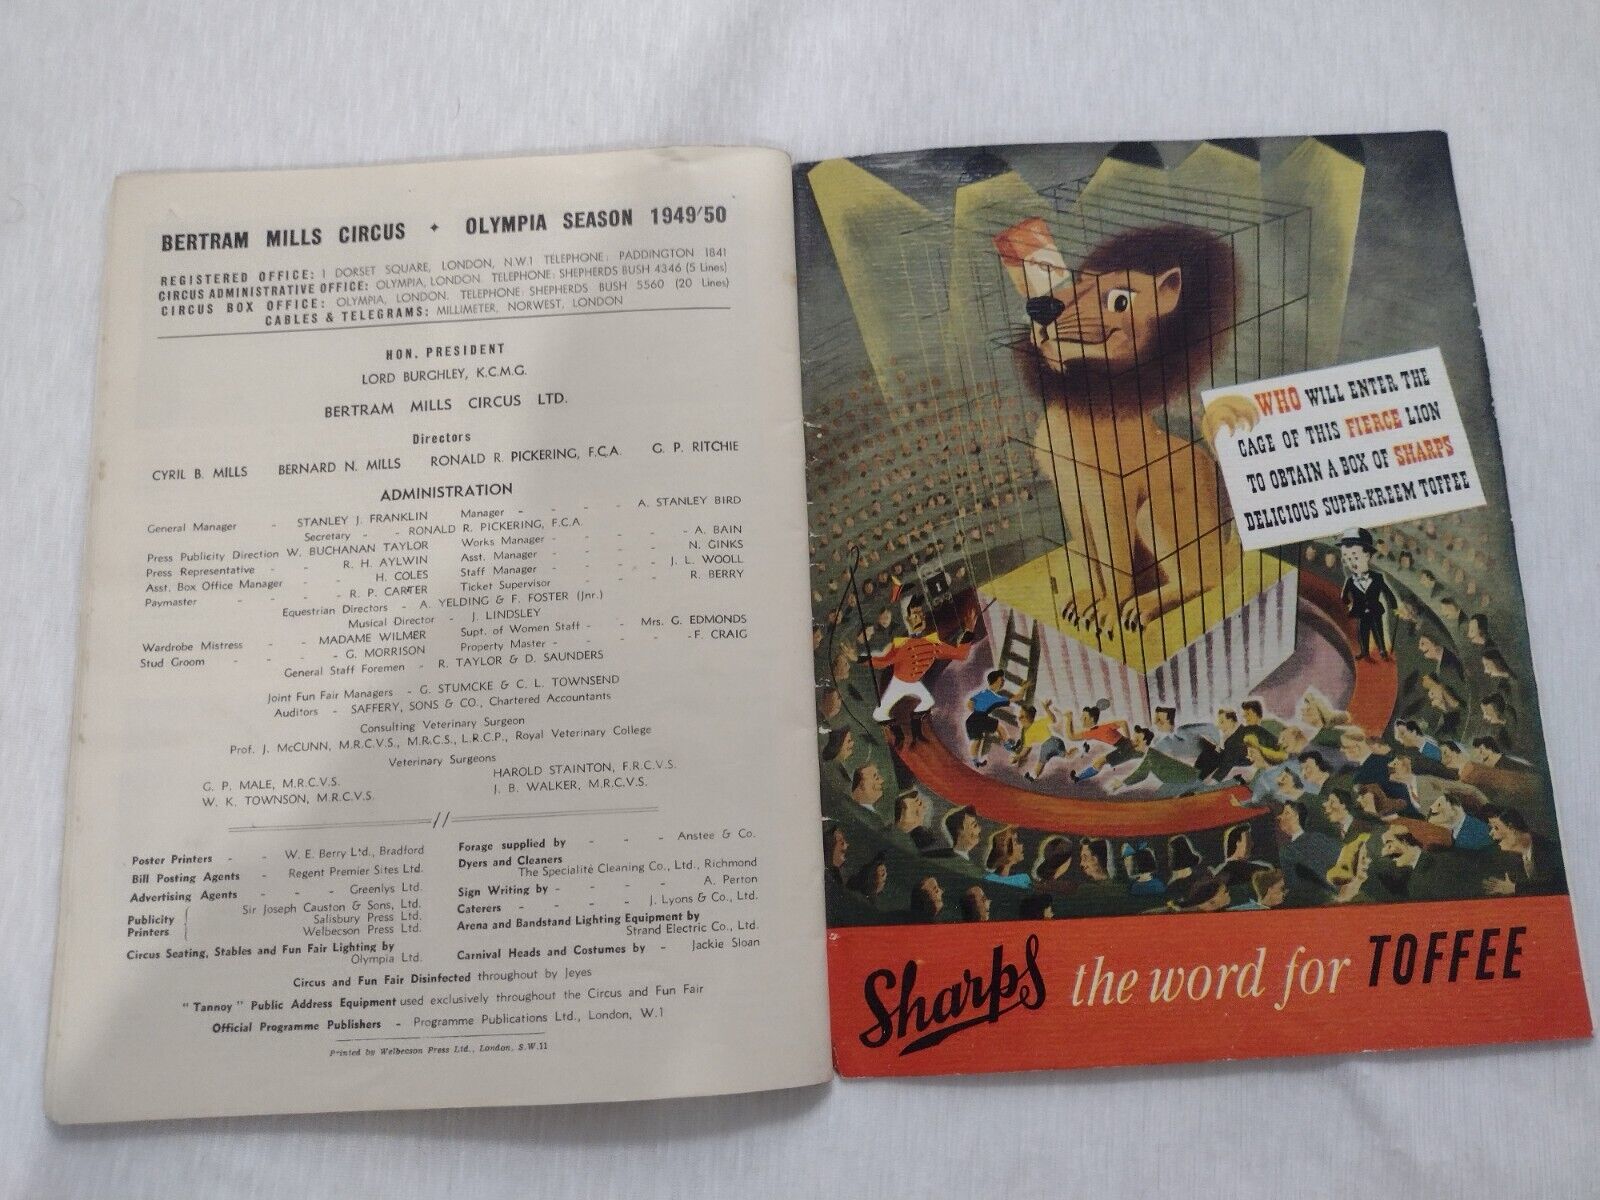 BERTRAM MILLS CIRCUS ✦ OLYMPIA SEASON 1949/50
REGISTERED OFFICE: 1 DORSET SQUARE, LONDON, N.W.1 TELEPHONE: PADDINGTON 1841
CIRCUS ADMINISTRATIVE OFFICE: OLYMPIA, LONDON. TELEPHONE: SHEPHERDS BUSH 4346 (5 Lines)
CIRCUS BOX OFFICE: OLYMPIA, LONDON. TELEPHONE: SHEPHERDS BUSH 5560 (20 Lines)
CABLES & TELEGRAMS: MILLIMETER, NORWEST, LONDON
HON. PRESIDENT
LORD BURGHLEY, K.C.M.G.
BERTRAM MILLS CIRCUS LTD.
Directors
CYRIL B. MILLS BERNARD N. MILLS RONALD R. PICKERING, F.C.A. G. P. RITCHIE
ADMINISTRATION
General Manager - STANLEY J. FRANKLIN Manager - - - - A. STANLEY BIRD
Secretary - - RONALD R. PICKERING, F.C.A.
Press Publicity Direction W. BUCHANAN TAYLOR Works Manager - - - - - A. BAIN
Press Representative - - R. H. AYLWIN Asst. Manager - - - - N. GINKS
Asst. Box Office Manager - - H. COLES Staff Manager - - - - J. L. WOOLL
Paymaster - - - - R. P. CARTER Ticket Supervisor - - - R. BERRY
Equestrian Directors - A. YELDING & F. FOSTER (Jnr.)
Musical Director - J. LINDSLEY
Wardrobe Mistress - MADAME WILMER Supt. of Women Staff - - Mrs. G. EDMONDS
Stud Groom - - - - G. MORRISON Property Master - - - - - F. CRAIG
General Staff Foremen - R. TAYLOR & D. SAUNDERS
Joint Fun Fair Managers - G. STUMCKE & C. L. TOWNSEND
Auditors - SAFFERY, SONS & CO., Chartered Accountants
Consulting Veterinary Surgeon
Prof. J. McCUNN, M.R.C.V.S., M.R.C.S., L.R.C.P., Royal Veterinary College
Veterinary Surgeons
G. P. MALE, M.R.C.V.S. HAROLD STAINTON, F.R.C.V.S.
W. K. TOWNSON, M.R.C.V.S. J. B. WALKER, M.R.C.V.S.
Poster Printers - - W. E. Berry Ltd., Bradford
Bill Posting Agents - Regent Premier Sites Ltd.
Advertising Agents - - - Greenlys Ltd.
Publicity Printers { Sir Joseph Causton & Sons, Ltd.
Salisbury Press Ltd.
Welbecson Press Ltd.
Circus Seating, Stables and Fun Fair Lighting by
Olympia Ltd.
Forage supplied by - - - Anstee & Co.
Dyers and Cleaners
The Specialité Cleaning Co., Ltd., Richmond
Sign Writing by - - - - A. Perton
Caterers - - - - J. Lyons & Co., Ltd.
Arena and Bandstand Lighting Equipment by
Strand Electric Co., Ltd.
Carnival Heads and Costumes by - Jackie Sloan
Circus and Fun Fair Disinfected throughout by Jeyes
"Tannoy" Public Address Equipment used exclusively throughout the Circus and Fun Fair
Official Programme Publishers - Programme Publications Ltd., London, W.1
Printed by Welbecson Press Ltd., London, S.W.11
WHO WILL ENTER THE
CAGE OF THIS FIERCE LION
TO OBTAIN A BOX OF SHARPS
DELICIOUS SUPER-KREEM TOFFEE
Sharps the word for TOFFEE